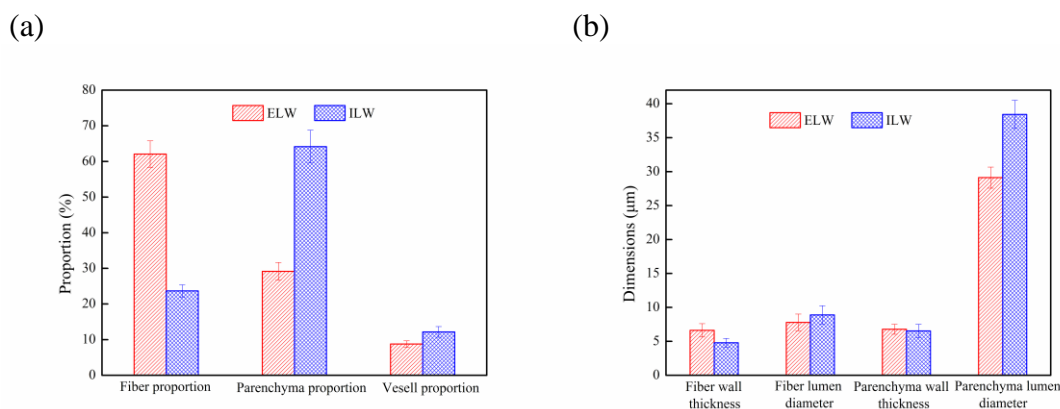 (a)
(b)
Proportion (%)
80
70
60
50
40
30
20
10
0
ELW
ILW
Fiber proportion
Parenchyma proportion
Vesell proportion
Dimensions (μm)
40
35
30
25
20
15
10
5
0
ELW
ILW
Fiber wall
thickness
Fiber lumen
diameter
Parenchyma wall
thickness
Parenchyma lumen
diameter